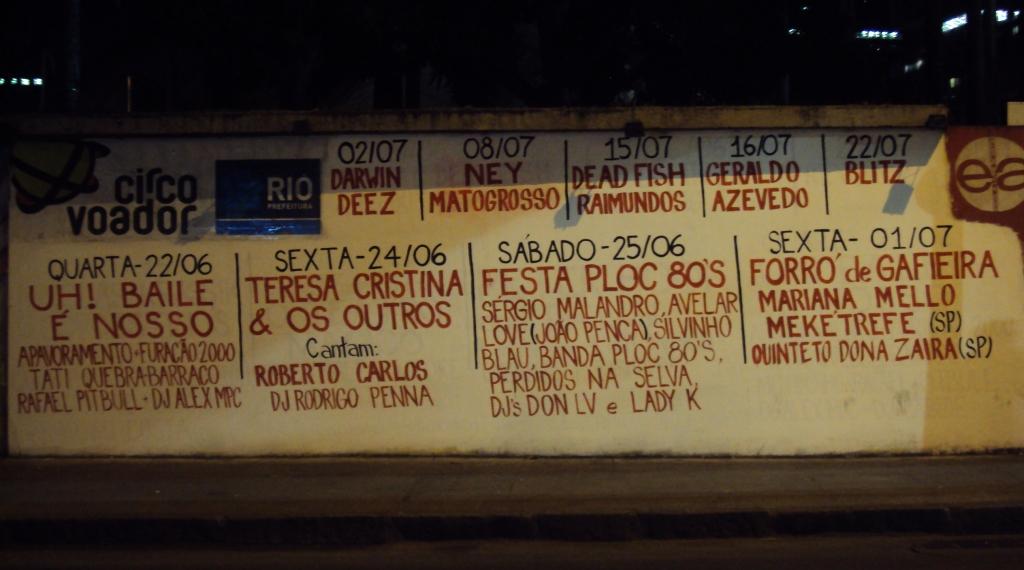 circo
voador
RIO
PREFEITURA
02/07
DARWIN
DEEZ
08/07
NEY
MATOGROSSO
15/07
DEAD FISH
RAIMUNDOS
16/07
GERALDO
AZEVEDO
22/07
BLITZ
QUARTA-22/06
UH! BAILE
É NOSSO
APAVORAMENTO-FURACÃO 2000
TATI QUEBRA-BARRACO
RAFAEL PITBULL-DJ ALEX MPC
SEXTA-24/06
TERESA CRISTINA
& OS OUTROS
Cantam:
ROBERTO CARLOS
DJ RODRIGO PENNA
SÁBADO-25/06
FESTA PLOC 80'S
SÉRGIO MALANDRO, AVELAR
LOVE(JOÃO PENCA), SILVINHO
BLAU, BANDA PLOC 80'S,
PERDIDOS NA SELVA,
DJ's DON LV e LADY K
SEXTA- 01/07
FORRÓ de GAFIEIRA
MARIANA MELLO
MEKETREFE (SP)
QUINTETO DONA ZAIRA(SP)